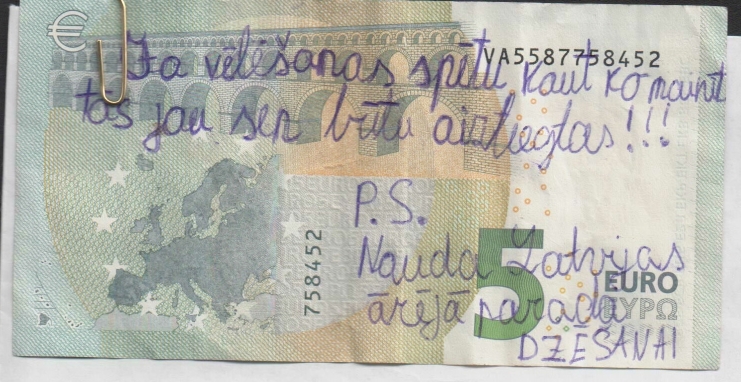 VA5587758452
Ja vēlēšanas spētu kaut ko mainīt
tās jau sen būtu aizliegtas!!!
P.S.
Nauda Latvijas
ārējā parāda
DZĒŠANAI
758452
5
EURO
ΕΥΡΩ
€